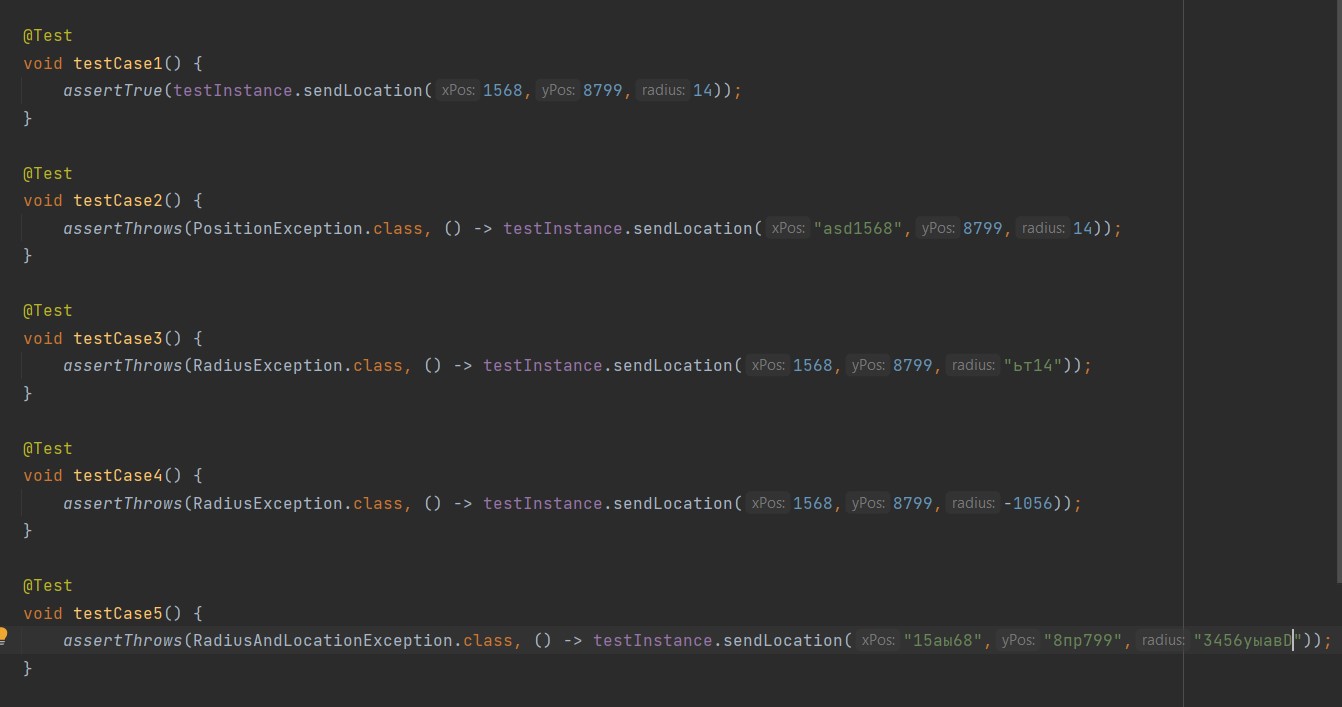 @Test
void testCase1() {
assertTrue(testInstance.sendLocation( xPos: 1568, yPos: 8799, radius: 14));
}
@Test
void testCase2() {
assertThrows(PositionException.class, () -> testInstance.sendLocation( xPos: "asd1568", yPos: 8799, radius: 14));
}
@Test
void testCase3() {
assertThrows(RadiusException.class, () -> testInstance.sendLocation( xPos: 1568, yPos: 8799, radius: "ьт14"));
}
@Test
void testCase4() {
assertThrows(RadiusException.class, () -> testInstance.sendLocation( xPos: 1568, yPos: 8799, radius: -1056));
}
@Test
void testCase5() {
assertThrows(RadiusAndLocationException.class, () -> testInstance.sendLocation( xPos: "15аы68", yPos: "8пр799", radius: "3456уыавD"));
}